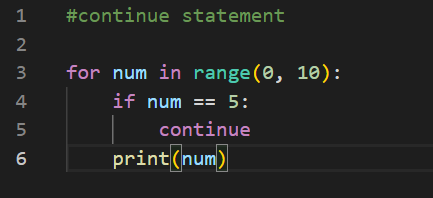 1 #continue statement
2
3 for num in range(0, 10):
4     if num == 5:
5         continue
6     print(num)